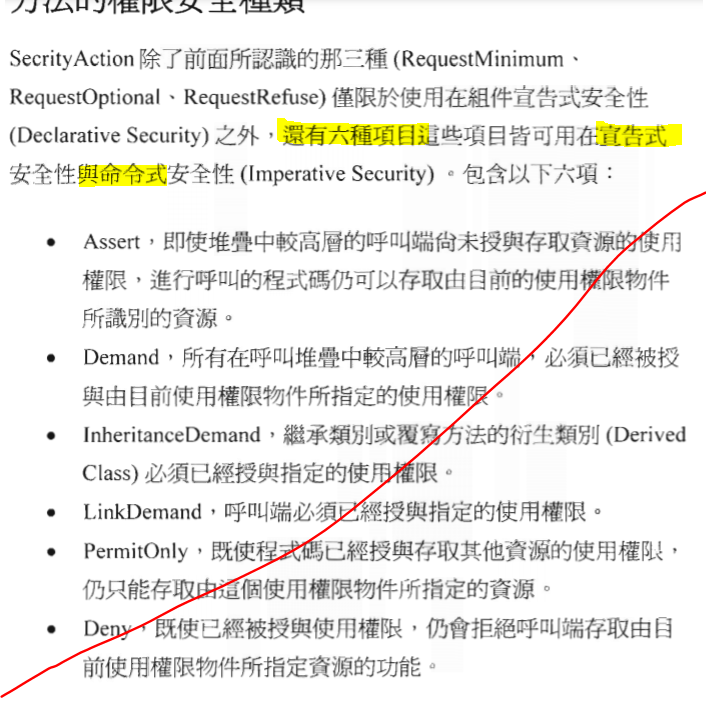 方法的權限安全種類
SecrityAction 除了前面所認識的那三種 (RequestMinimum、
RequestOptional、RequestRefuse) 僅限於使用在組件宣告式安全性
(Declarative Security) 之外，還有六種項目這些項目皆可用在宣告式
安全性與命令式安全性 (Imperative Security) 。包含以下六項：
• Assert，即使堆疊中較高層的呼叫端尚未授與存取資源的使用
權限，進行呼叫的程式碼仍可以存取由目前的使用權限物件
所識別的資源。
• Demand，所有在呼叫堆疊中較高層的呼叫端，必須已經被授
與由目前使用權限物件所指定的使用權限。
• InheritanceDemand，繼承類別或覆寫方法的衍生類別 (Derived
Class) 必須已經授與指定的使用權限。
• LinkDemand，呼叫端必須已經授與指定的使用權限。
• PermitOnly，既使程式碼已經授與存取其他資源的使用權限，
仍只能存取由這個使用權限物件所指定的資源。
• Deny，既使已經被授與使用權限，仍會拒絕呼叫端存取由目
前使用權限物件所指定資源的功能。